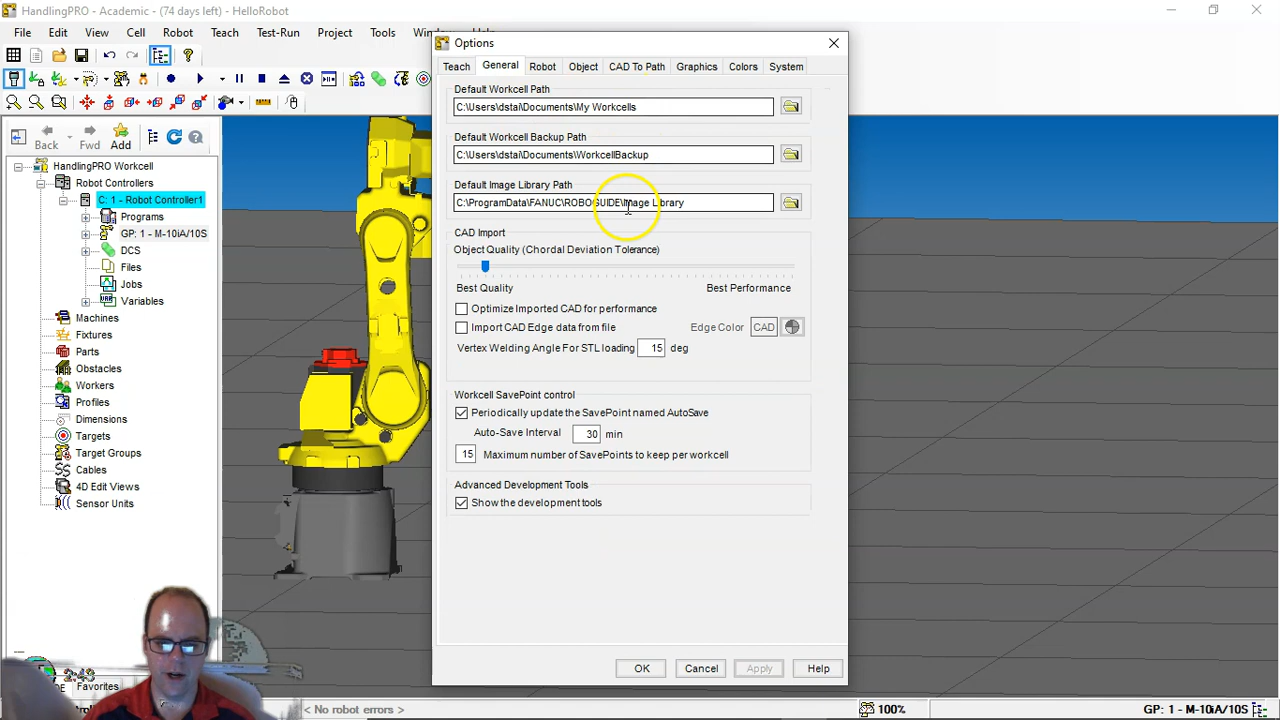 HandlingPRO - Academic - (74 days left) - HelloRobot
File Edit View Cell Robot Teach Test-Run Project Tools Window Help
Options
Teach General Robot Object CAD To Path Graphics Colors System
Default Workcell Path
C:\Users\dstai\Documents\My Workcells
Default Workcell Backup Path
C:\Users\dstai\Documents\WorkcellBackup
Default Image Library Path
C:\ProgramData\FANUC\ROBOGUIDE\Image Library
CAD Import
Object Quality (Chordal Deviation Tolerance)
Best Quality Best Performance
Optimize Imported CAD for performance
Import CAD Edge data from file Edge Color CAD
Vertex Welding Angle For STL loading 15 deg
Workcell SavePoint control
Periodically update the SavePoint named AutoSave
Auto-Save Interval 30 min
15 Maximum number of SavePoints to keep per workcell
Advanced Development Tools
Show the development tools
OK Cancel Apply Help
Back Fwd Add
HandlingPRO Workcell
Robot Controllers
C: 1 - Robot Controller1
Programs
GP: 1 - M-10iA/10S
DCS
Files
Jobs
Variables
Machines
Fixtures
Parts
Obstacles
Workers
Profiles
Dimensions
Targets
Target Groups
Cables
4D Edit Views
Sensor Units
Favorites
< No robot errors > 100% GP: 1 - M-10iA/10S